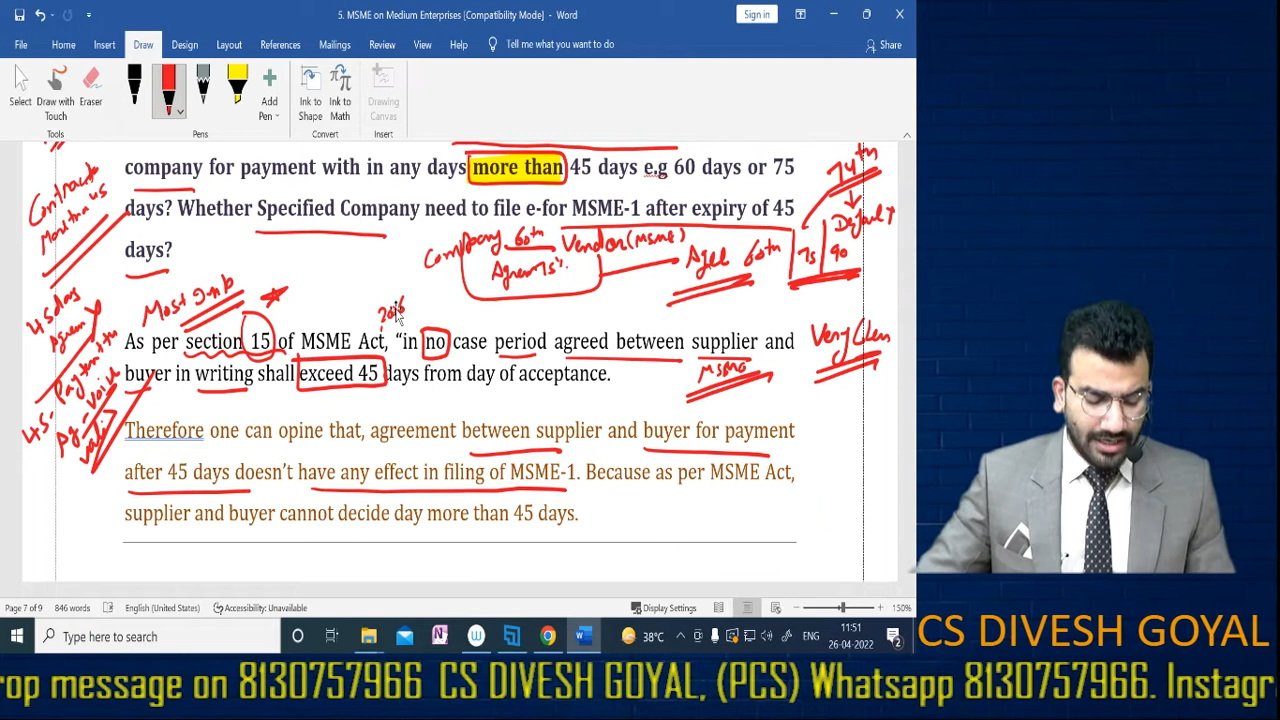 5. MSME on Medium Enterprises [Compatibility Mode] - Word
Sign in
File Home Insert Draw Design Layout References Mailings Review View Help Tell me what you want to do
Share
Select
Draw with Touch
Eraser
Add Pen
Ink to Shape
Ink to Math
Drawing Canvas
Tools
Pens
Convert
Insert
company for payment with in any days more than 45 days e.g 60 days or 75
days? Whether Specified Company need to file e-for MSME-1 after expiry of 45
days?
74th
Default
75 90
Company 60th Vendor (MSME)
Agree 60th
Contract
45 days
Agreem
2006
As per section 15 of MSME Act, “in no case period agreed between supplier and
buyer in writing shall exceed 45 days from day of acceptance.
Very Clear
MSME
45-
Therefore one can opine that, agreement between supplier and buyer for payment
after 45 days doesn’t have any effect in filing of MSME-1. Because as per MSME Act,
supplier and buyer cannot decide day more than 45 days.
Page 7 of 9 846 words English (United States) Accessibility: Unavailable
Display Settings
150%
Type here to search
38°C
ENG
11:51
26-04-2022
2
CS DIVESH GOYAL
rop message on 8130757966 CS DIVESH GOYAL, (PCS) Whatsapp 8130757966. Instagr